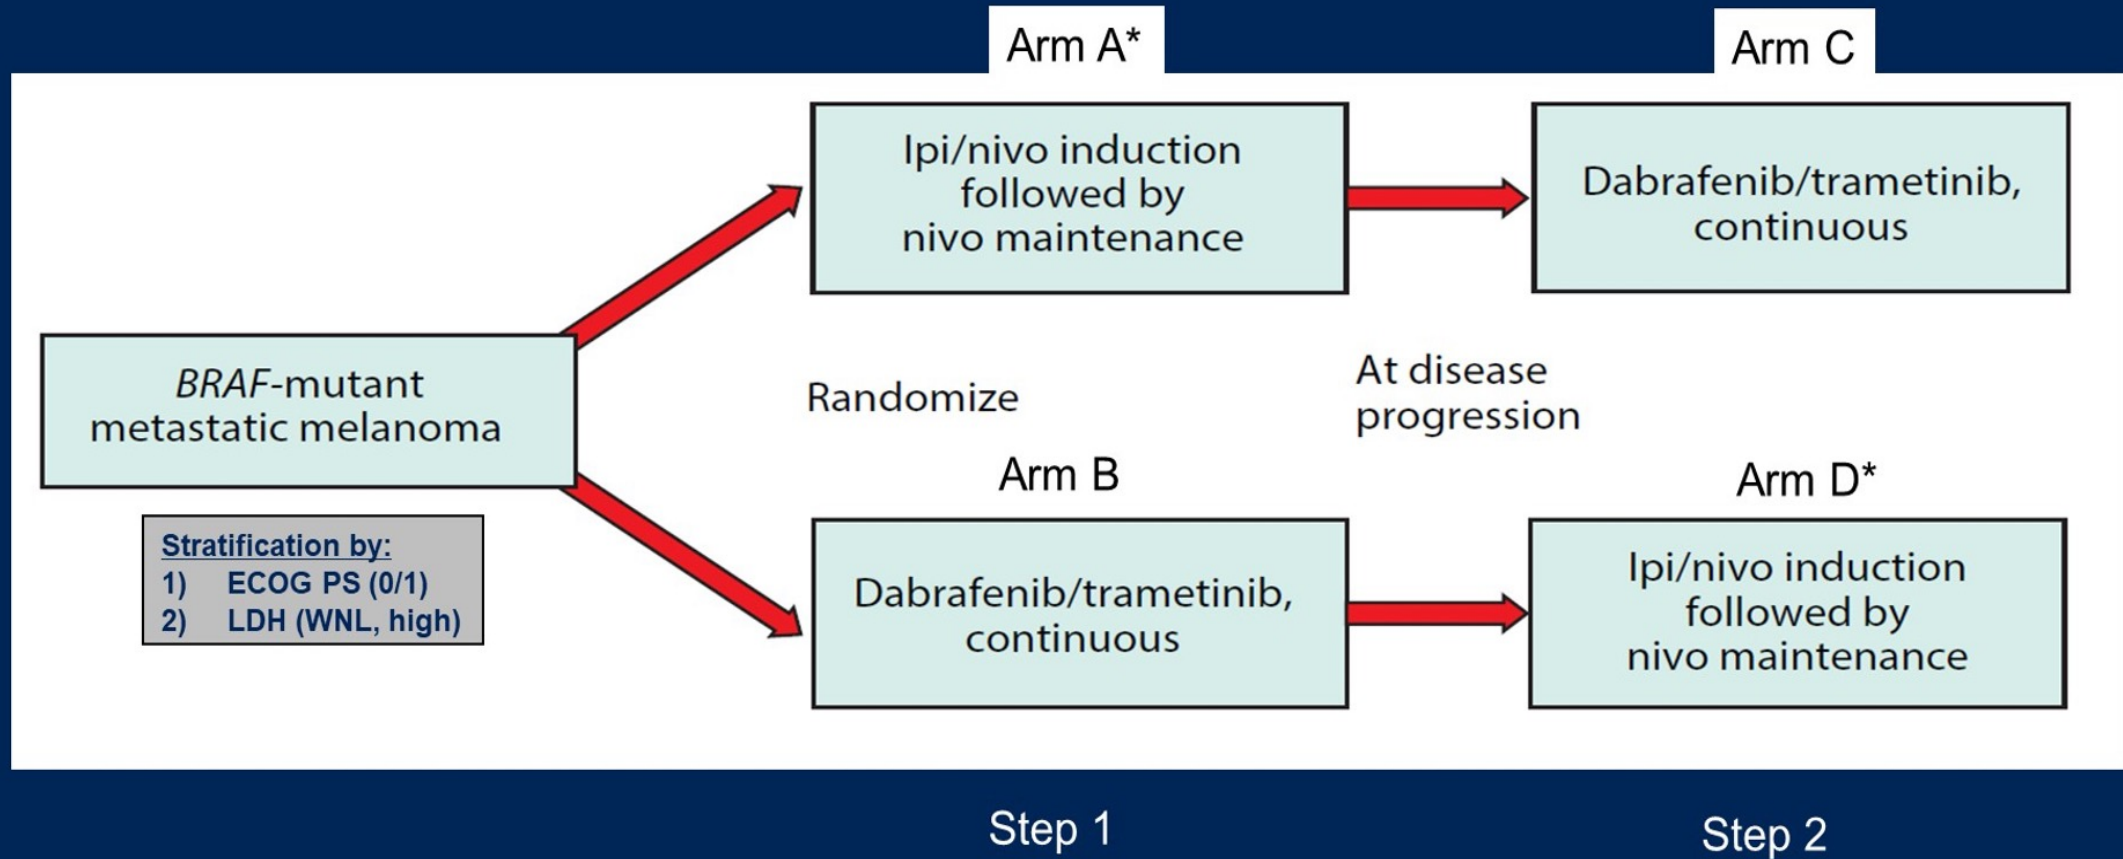 Arm A*
Arm C
Ipi/nivo induction
followed by
nivo maintenance
Dabrafenib/trametinib,
continuous
BRAF-mutant
metastatic melanoma
Randomize
At disease
progression
Stratification by:
1) ECOG PS (0/1)
2) LDH (WNL, high)
Arm B
Arm D*
Dabrafenib/trametinib,
continuous
Ipi/nivo induction
followed by
nivo maintenance
Step 1
Step 2